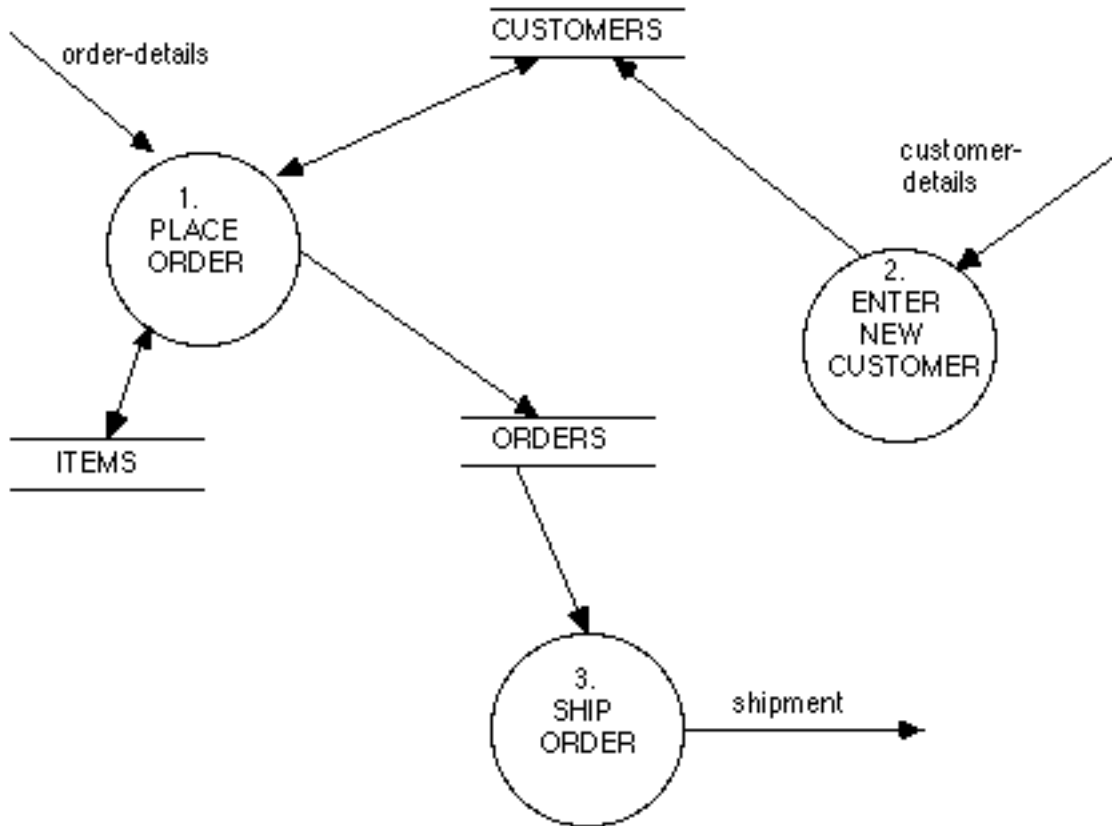 CUSTOMERS
order-details
customer-
details
1.
PLACE
ORDER
2.
ENTER
NEW
CUSTOMER
ITEMS
ORDERS
3.
SHIP
ORDER
shipment